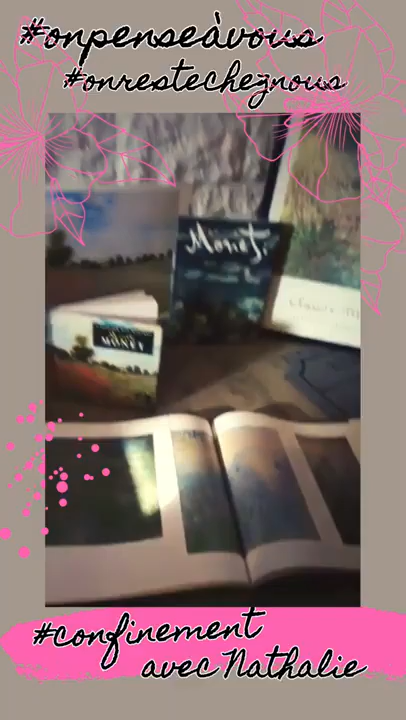 #onpenseàvous
#onrestecheznous
Monet
MONET
#confinement
avec Nathalie